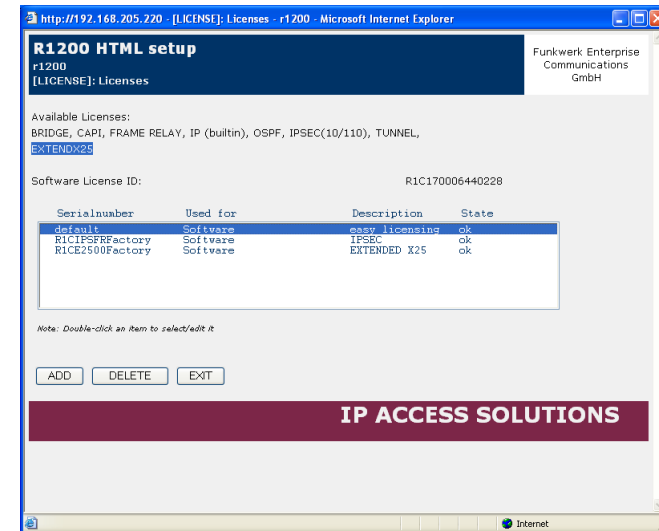 http://192.168.205.220 - [LICENSE]: Licenses - r1200 - Microsoft Internet Explorer
R1200 HTML setup
r1200
[LICENSE]: Licenses
Funkwerk Enterprise
Communications
GmbH
Available Licenses:
BRIDGE, CAPI, FRAME RELAY, IP (builtin), OSPF, IPSEC(10/110), TUNNEL,
EXTENDX25
Software License ID: R1C170006440228
Serialnumber Used for Description State
default Software easy licensing ok
R1CIPSFRFactory Software IPSEC ok
R1CE2500Factory Software EXTENDED X25 ok
Note: Double-click an item to select/edit it
ADD DELETE EXIT
IP ACCESS SOLUTIONS
Internet